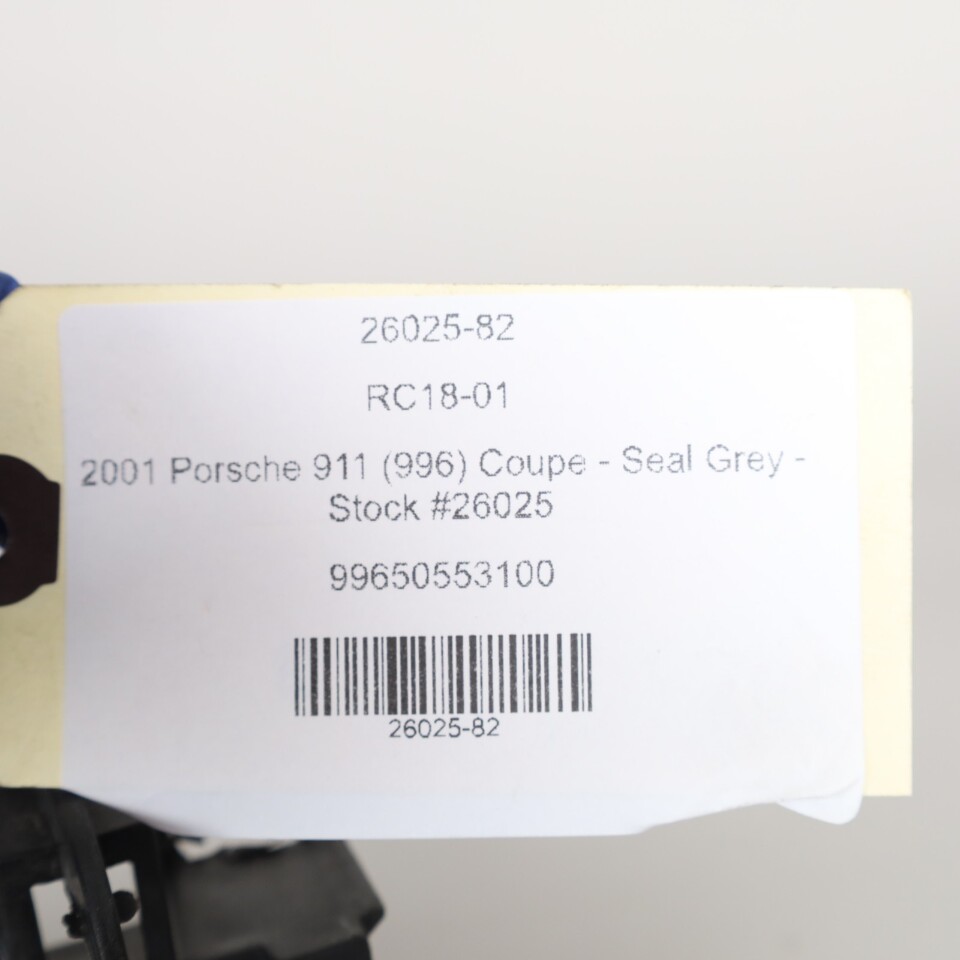 26025-82
RC18-01
2001 Porsche 911 (996) Coupe - Seal Grey -
Stock #26025
99650553100
26025-82